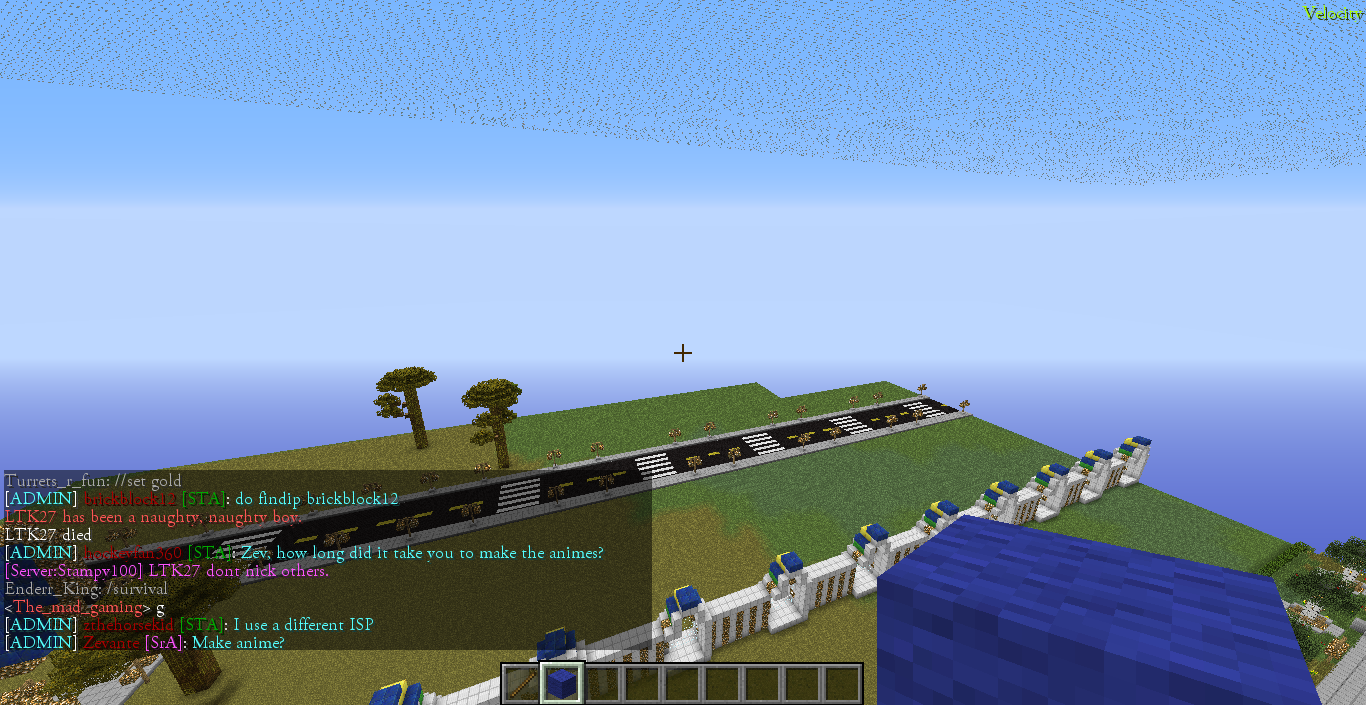 Velocity
Turrets_r_fun: //set gold
[ADMIN] brickblock12 [STA]: do findip brickblock12
LTK27 has been a naughty, naughty boy.
LTK27 died
[ADMIN] [STA]: Zev, how long did it take you to make the animes?
[Server:Stampy100] LTK27 dont nick others.
Enderr_King: /survival
<The_mad_gaming> g
[ADMIN] [STA]: I use a different ISP
[ADMIN] Zevante [SrA]: Make anime?